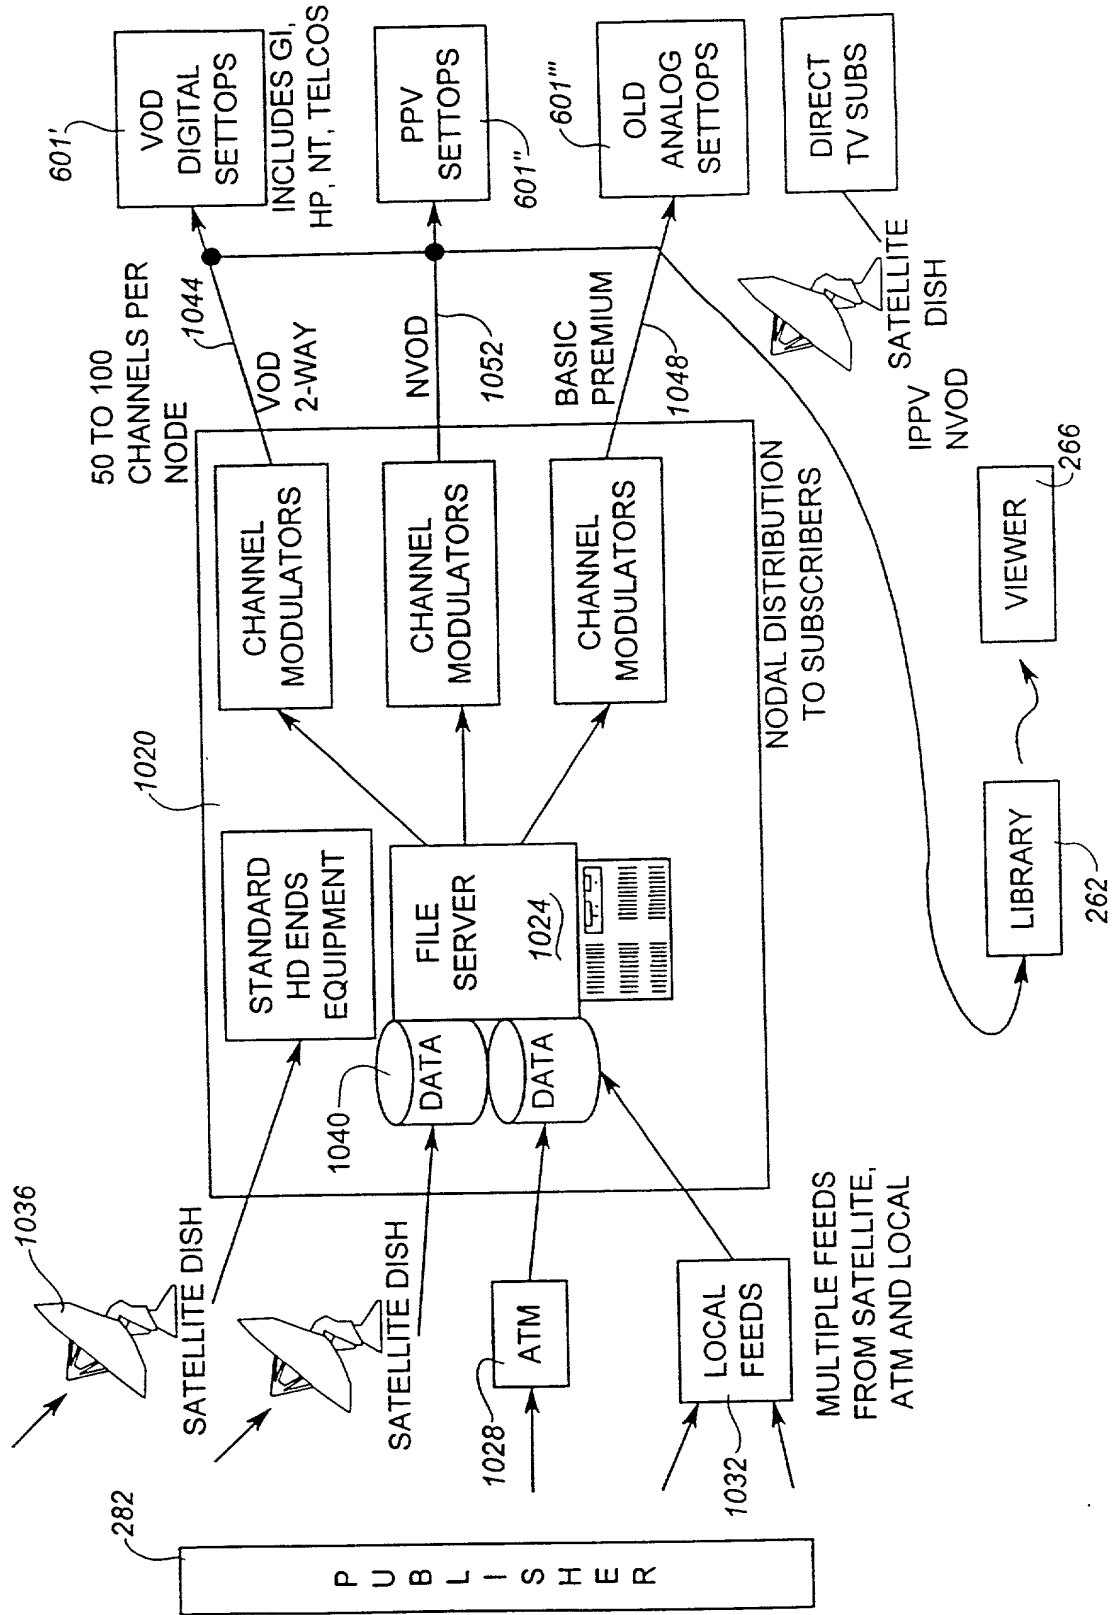 282
PUBLISHER
1036
SATELLITE DISH
SATELLITE DISH
1028
ATM
1032
LOCAL
FEEDS
MULTIPLE FEEDS
FROM SATELLITE,
ATM AND LOCAL
1020
STANDARD
HD ENDS
EQUIPMENT
1040
DATA
DATA
FILE
SERVER
1024
CHANNEL
MODULATORS
CHANNEL
MODULATORS
CHANNEL
MODULATORS
NODAL DISTRIBUTION
TO SUBSCRIBERS
50 TO 100
CHANNELS PER
NODE
1044
VOD
2-WAY
NVOD
1052
BASIC
PREMIUM
1048
601'
VOD
DIGITAL
SETTOPS
INCLUDES GI,
HP, NT, TELCOS
PPV
SETTOPS
601"
601'''
OLD
ANALOG
SETTOPS
DIRECT
TV SUBS
SATELLITE
DISH
IPPV
NVOD
LIBRARY
262
VIEWER
266